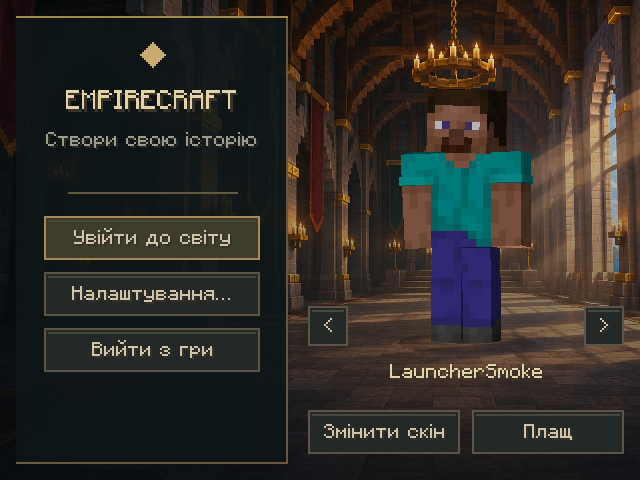 EMPIRECRAFT
Створи свою історію
Увійти до світу
Налаштування...
Вийти з гри
<
>
LauncherSmoke
Змінити скін
Плащ